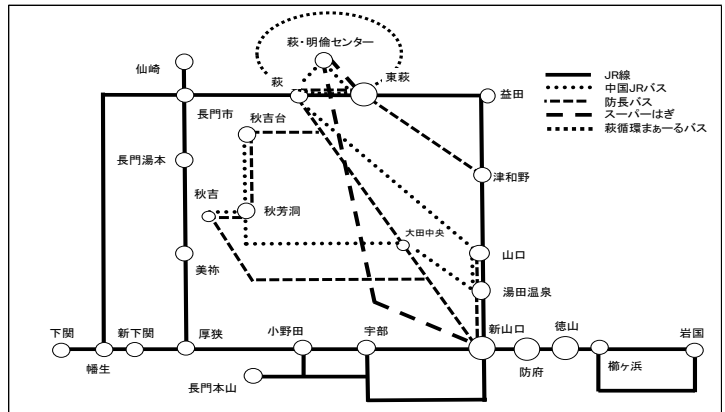 萩・明倫センター
仙崎
萩
東萩
益田
JR線
中国JRバス
防長バス
スーパーはぎ
萩循環まぁーるバス
長門市
秋吉台
長門湯本
津和野
秋吉
秋芳洞
大田中央
美祢
山口
湯田温泉
下関
新下関
厚狭
小野田
宇部
新山口
徳山
岩国
幡生
長門本山
防府
櫛ヶ浜